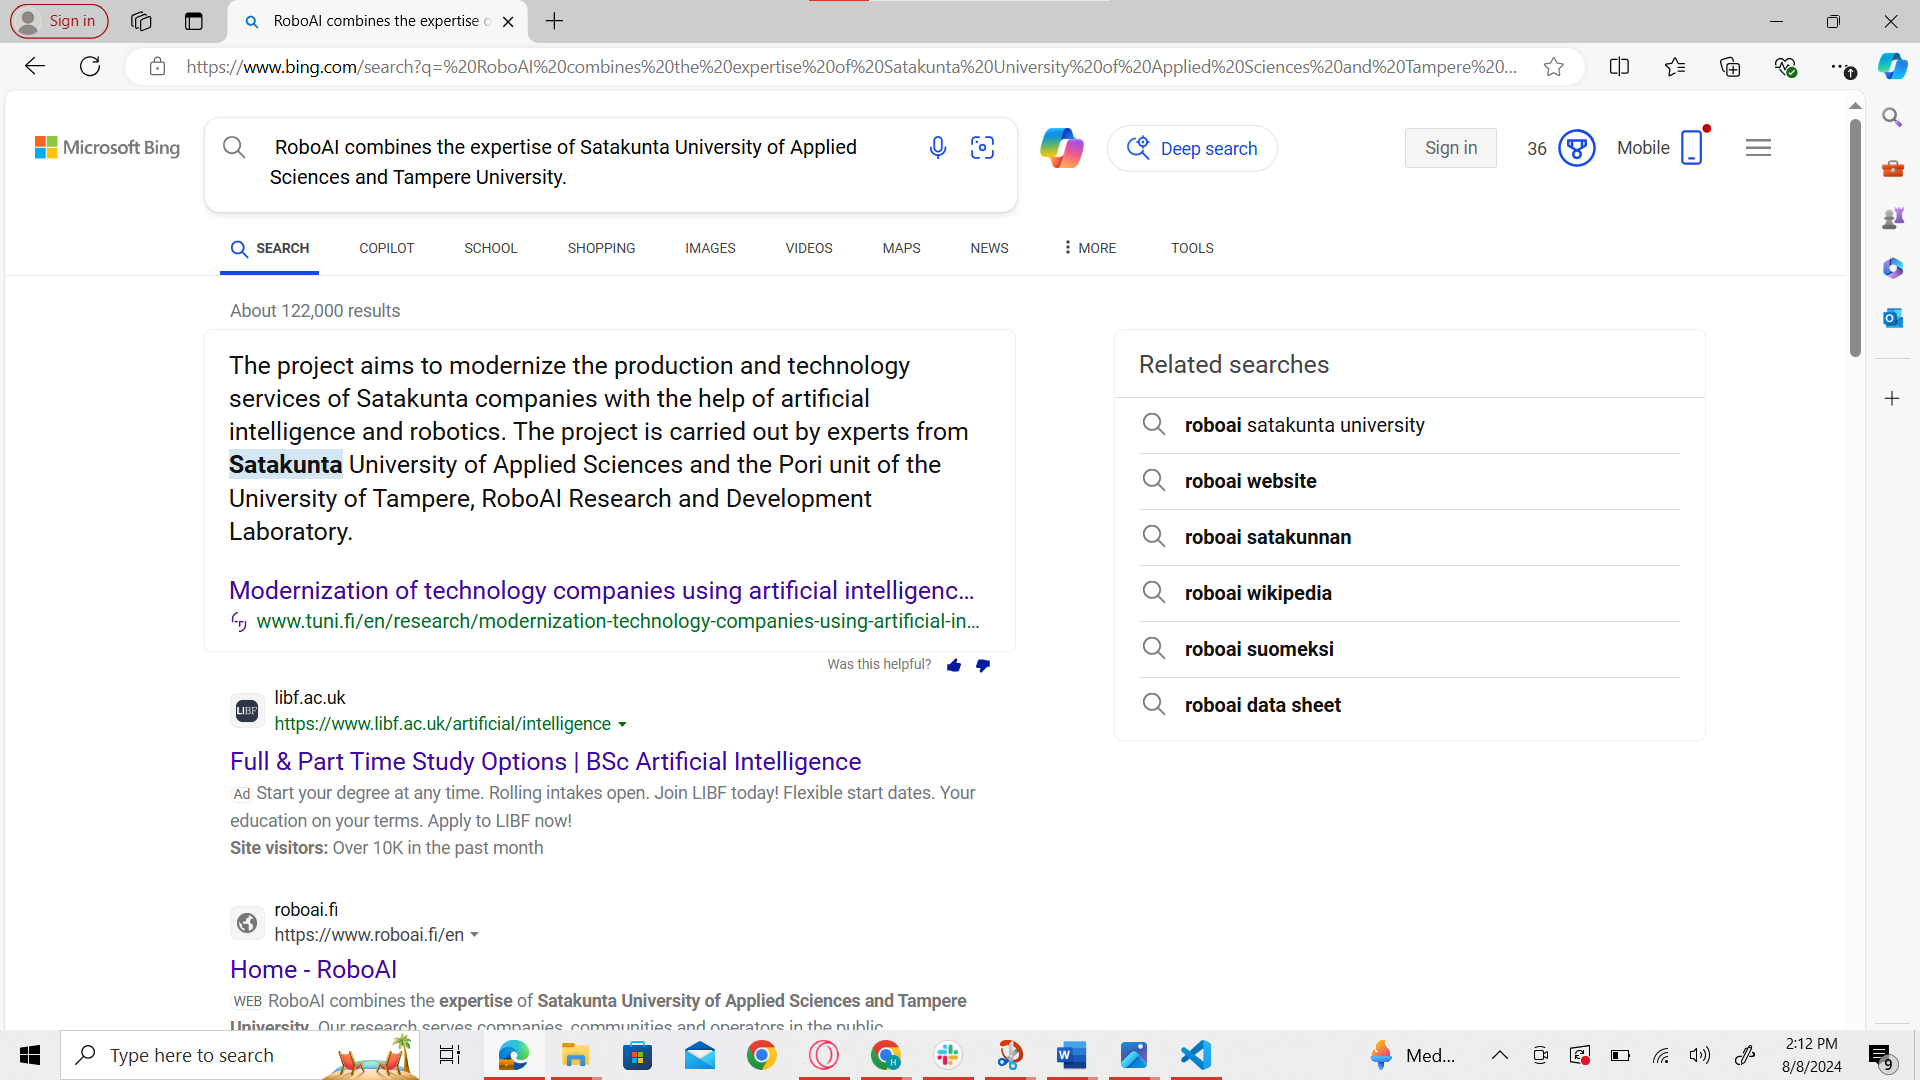 Sign in
RoboAI combines the expertise o
https://www.bing.com/search?q=%20RoboAI%20combines%20the%20expertise%20of%20Satakunta%20University%20of%20Applied%20Sciences%20and%20Tampere%20...
Microsoft Bing
RoboAI combines the expertise of Satakunta University of Applied
Sciences and Tampere University.
Deep search
Sign in
36
Mobile
SEARCH
COPILOT
SCHOOL
SHOPPING
IMAGES
VIDEOS
MAPS
NEWS
MORE
TOOLS
About 122,000 results
The project aims to modernize the production and technology
services of Satakunta companies with the help of artificial
intelligence and robotics. The project is carried out by experts from
Satakunta University of Applied Sciences and the Pori unit of the
University of Tampere, RoboAI Research and Development
Laboratory.
Modernization of technology companies using artificial intelligenc...
www.tuni.fi/en/research/modernization-technology-companies-using-artificial-in...
Was this helpful?
LIBF
libf.ac.uk
https://www.libf.ac.uk/artificial/intelligence
Full & Part Time Study Options | BSc Artificial Intelligence
Ad Start your degree at any time. Rolling intakes open. Join LIBF today! Flexible start dates. Your
education on your terms. Apply to LIBF now!
Site visitors: Over 10K in the past month
roboai.fi
https://www.roboai.fi/en
Home - RoboAI
WEB RoboAI combines the expertise of Satakunta University of Applied Sciences and Tampere
University. Our research serves companies, communities and operators in the public
Related searches
roboai satakunta university
roboai website
roboai satakunnan
roboai wikipedia
roboai suomeksi
roboai data sheet
Type here to search
Med...
2:12 PM
8/8/2024
9